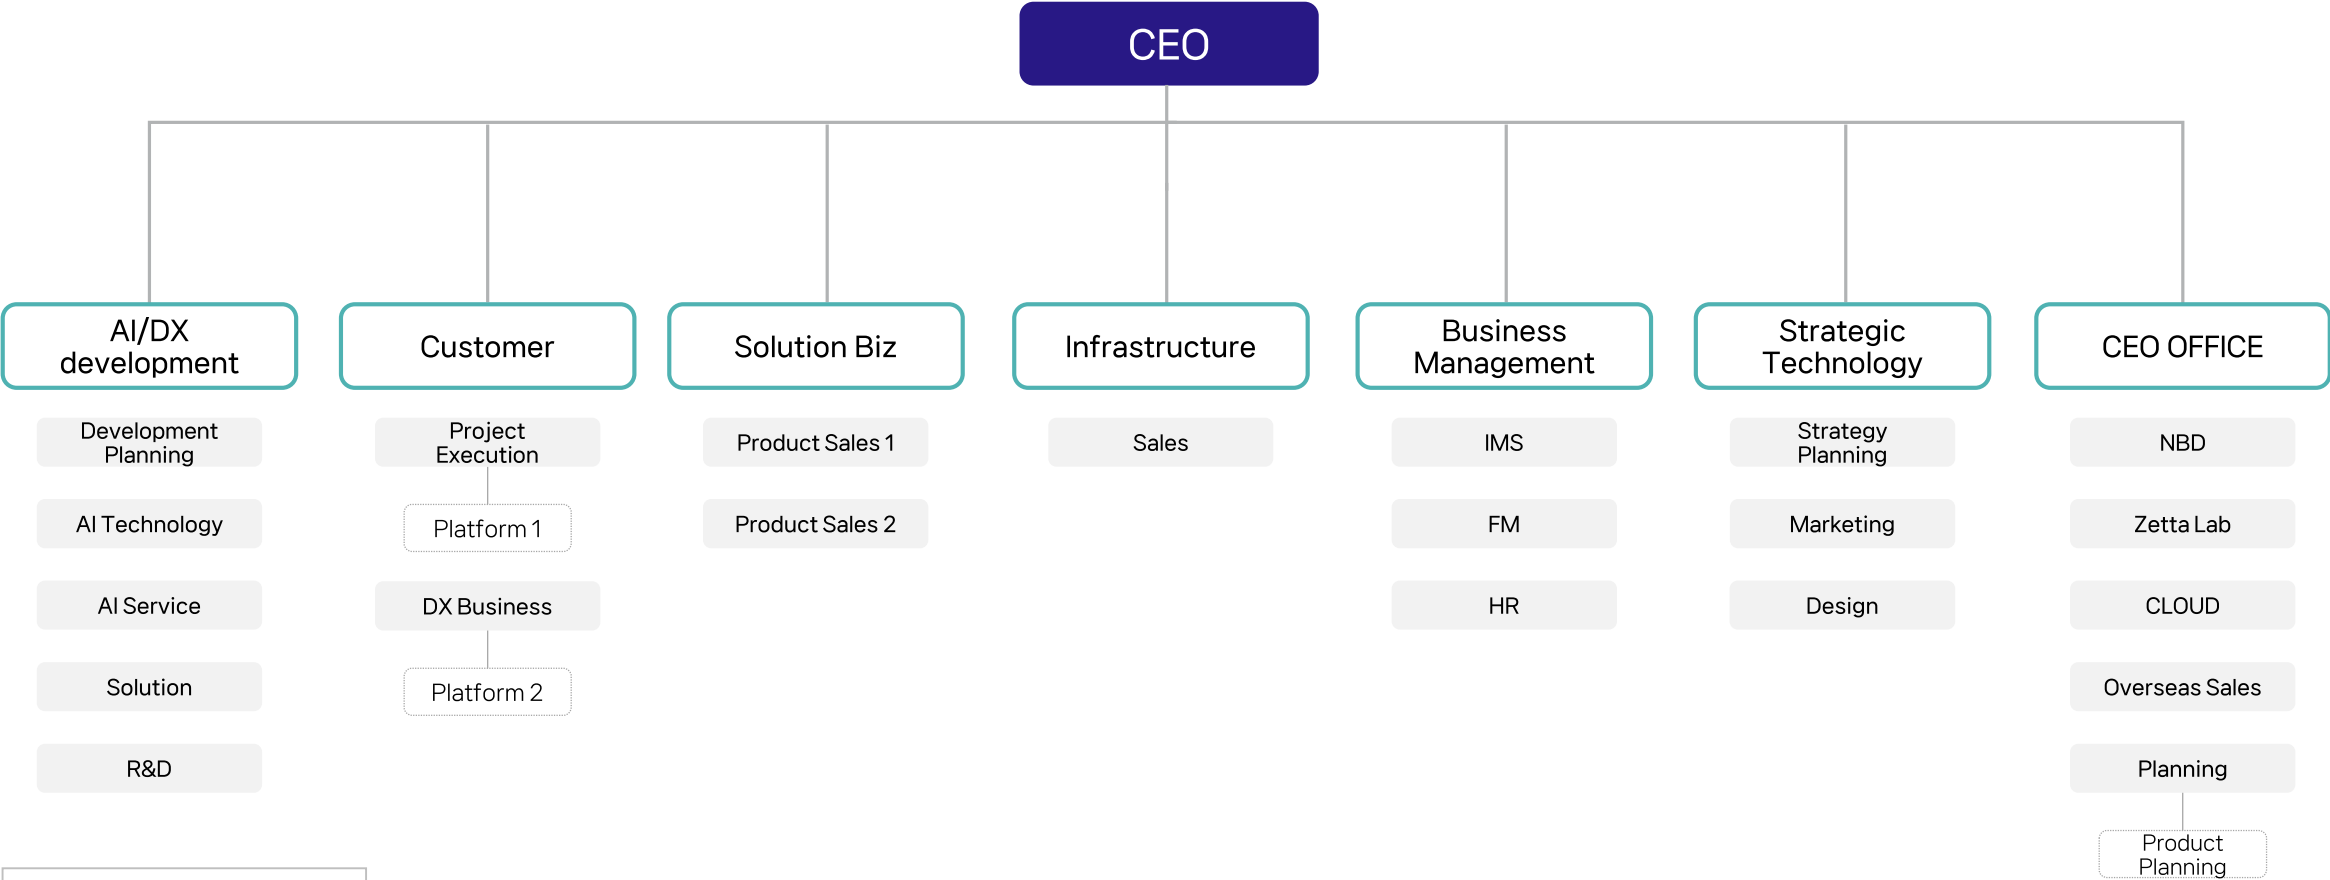 CEO
AI/DX
development
Customer
Solution Biz
Infrastructure
Business
Management
Strategic
Technology
CEO OFFICE
Development
Planning
AI Technology
AI Service
Solution
R&D
Project
Execution
Platform 1
DX Business
Platform 2
Product Sales 1
Product Sales 2
Sales
IMS
FM
HR
Strategy
Planning
Marketing
Design
NBD
Zetta Lab
CLOUD
Overseas Sales
Planning
Product
Planning